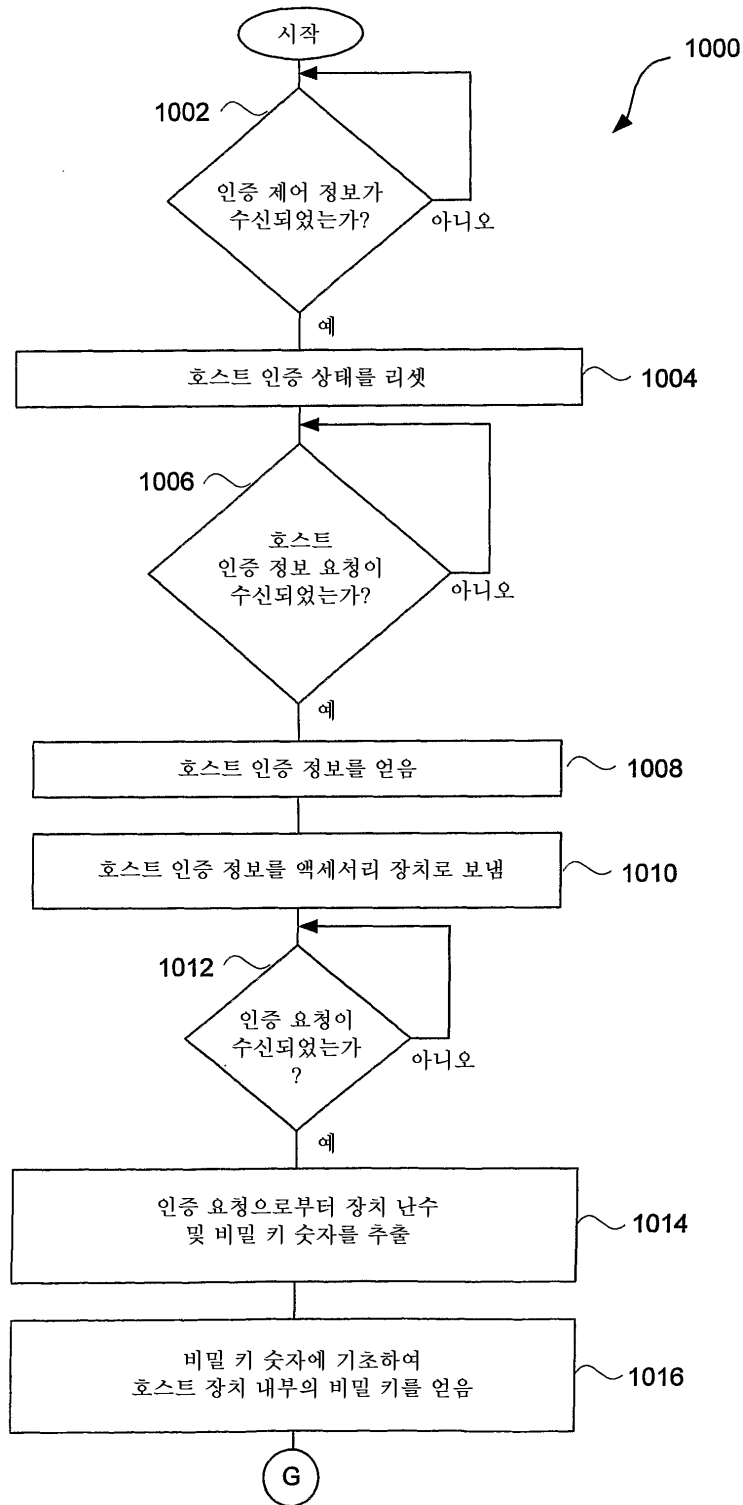 시작
1000
1002
인증 제어 정보가
수신되었는가?
아니오
예
호스트 인증 상태를 리셋
1004
1006
호스트
인증 정보 요청이
수신되었는가?
아니오
예
호스트 인증 정보를 얻음
1008
호스트 인증 정보를 액세서리 장치로 보냄
1010
1012
인증 요청이
수신되었는가
?
아니오
예
인증 요청으로부터 장치 난수
및 비밀 키 숫자를 추출
1014
비밀 키 숫자에 기초하여
호스트 장치 내부의 비밀 키를 얻음
1016
G